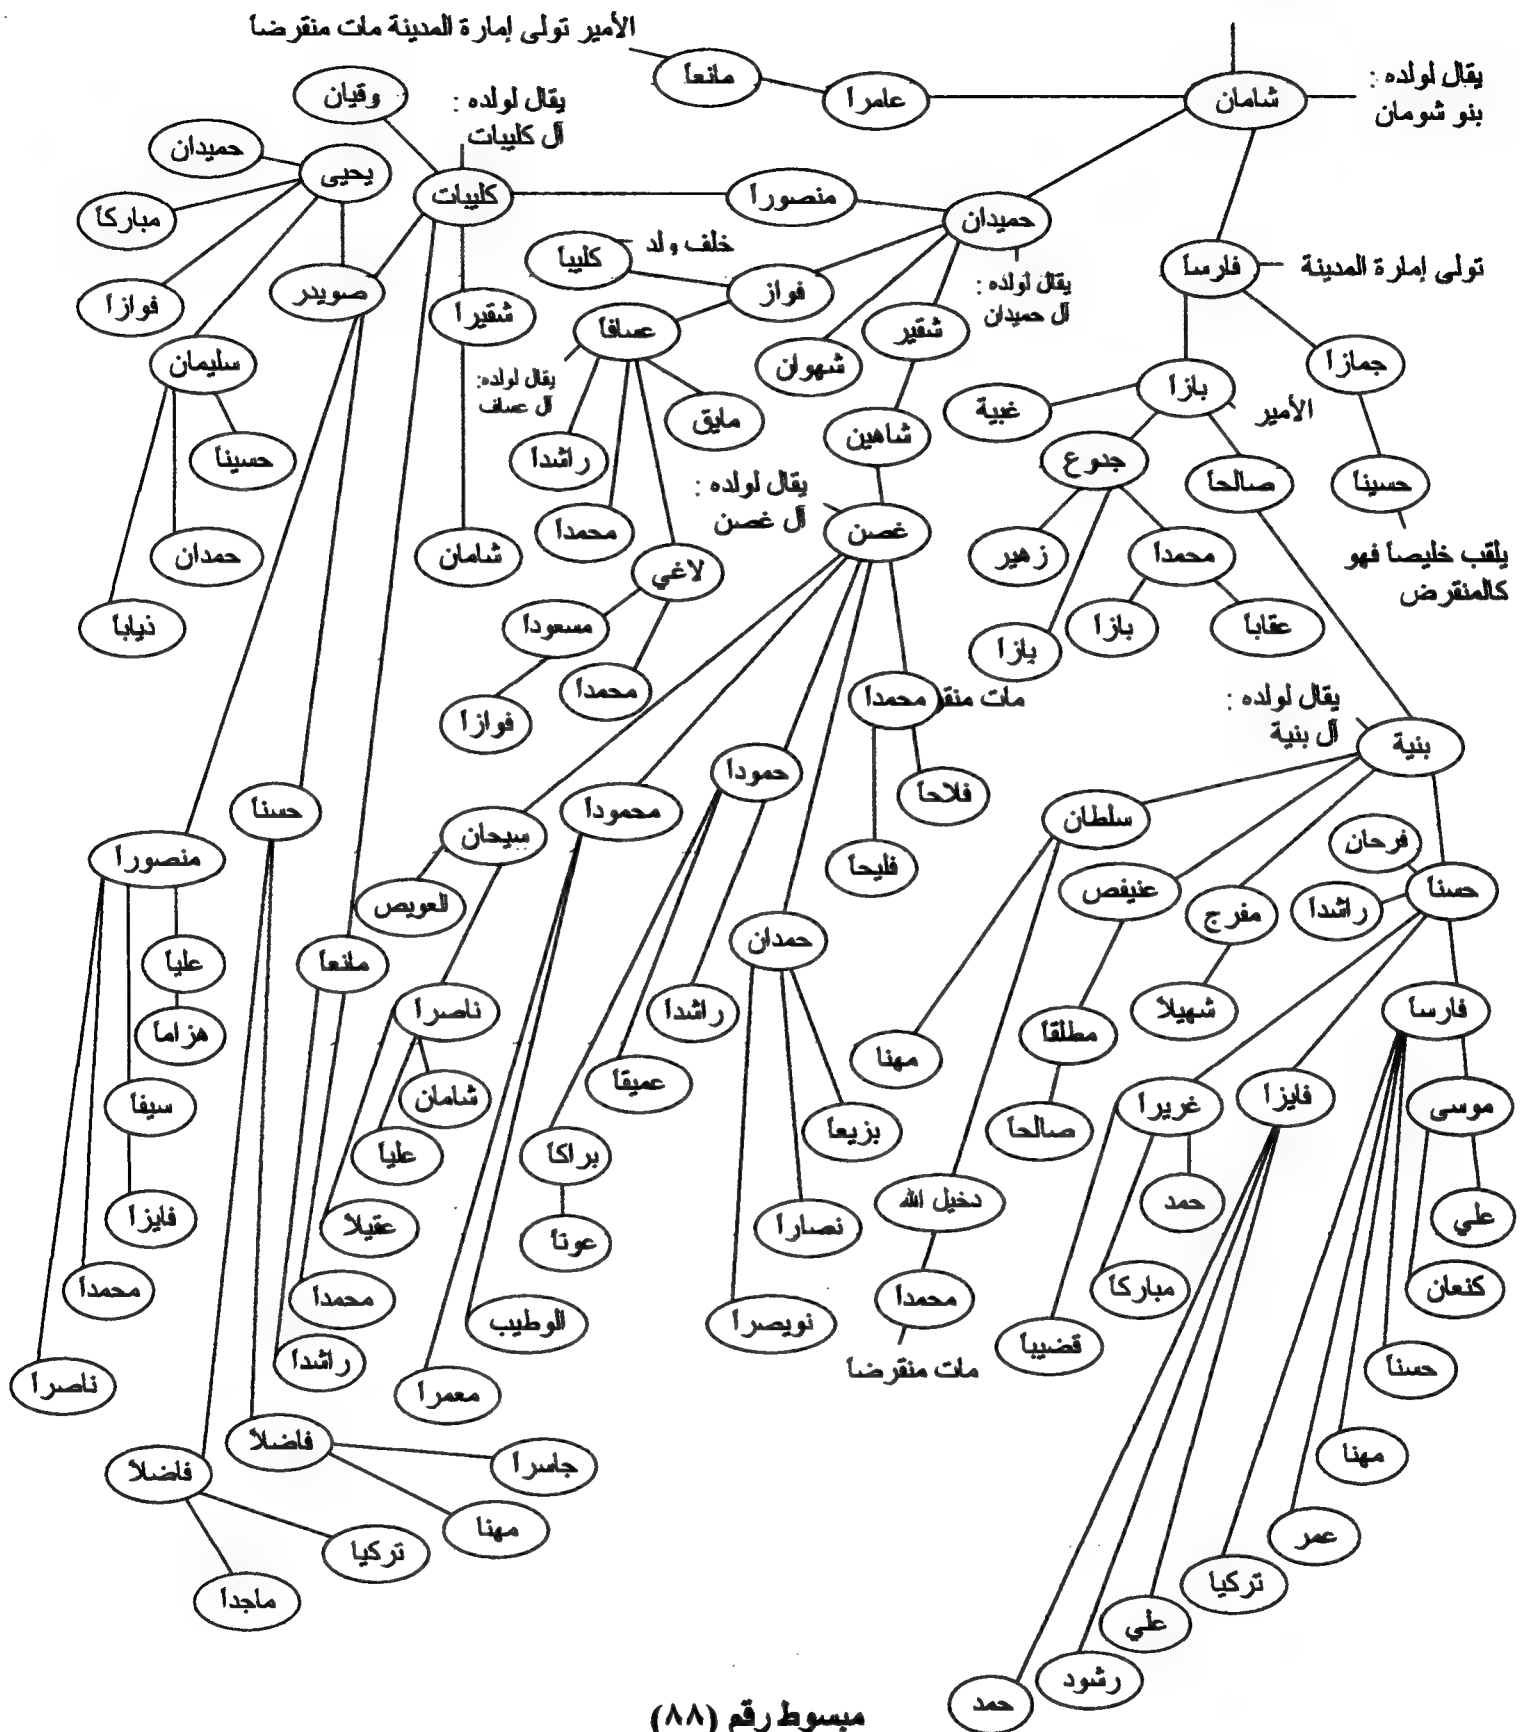 الأمير تولى إمارة المدينة مات منقرضا
مانعا
عامرا
شامان
يقال لولده :
بنو شومان
وقيان
يقال لولده :
آل كليبات
حميدان
يحيى
مباركا
كليبات
منصورا
حميدان
خلف ولد
كليبا
فواز
فوازا
صويدر
شقيرا
عسافا
يقال لولده:
آل عساف
شهوان
شقير
يقال لولده:
آل حميدان
فارسا
تولى إمارة المدينة
جمازا
بازا
الأمير
غبية
سليمان
حسينا
حمدان
ذيابا
شامان
راشدا
محمدا
مايق
لاغي
مسعودا
محمدا
فوازا
شاهين
يقال لولده :
آل غصن
غصن
جدوع
صالحا
حسينا
زهير
محمدا
يلقب خليصا فهو
كالمنقرض
بازا
بازا
عقابا
محمدا
مات منقر
يقال لولده :
آل بنية
بنية
حسنا
منصورا
سيحان
محمودا
حمودا
فلاحا
فليحا
سلطان
عنيفص
مفرج
فرحان
راشدا
حسنا
العويص
مانعا
حمدان
عليا
هزاما
ناصرا
راشدا
شهيلا
فارسا
سيفا
شامان
عميقا
مهنا
مطلقا
صالحا
غريرا
فايزا
موسى
عليا
براكا
بزيعا
فايزا
عقيلا
عوتا
نصارا
دخيل الله
حمد
علي
محمدا
محمدا
الوطيب
نويصرا
محمدا
مات منقرضا
مباركا
كنعان
ناصرا
راشدا
معمرا
قضيبا
حسنا
فاضلا
جاسرا
مهنا
فاضلا
مهنا
تركيا
ماجدا
عمر
تركيا
علي
رشود
حمد
مبسوط رقم (٨٨)